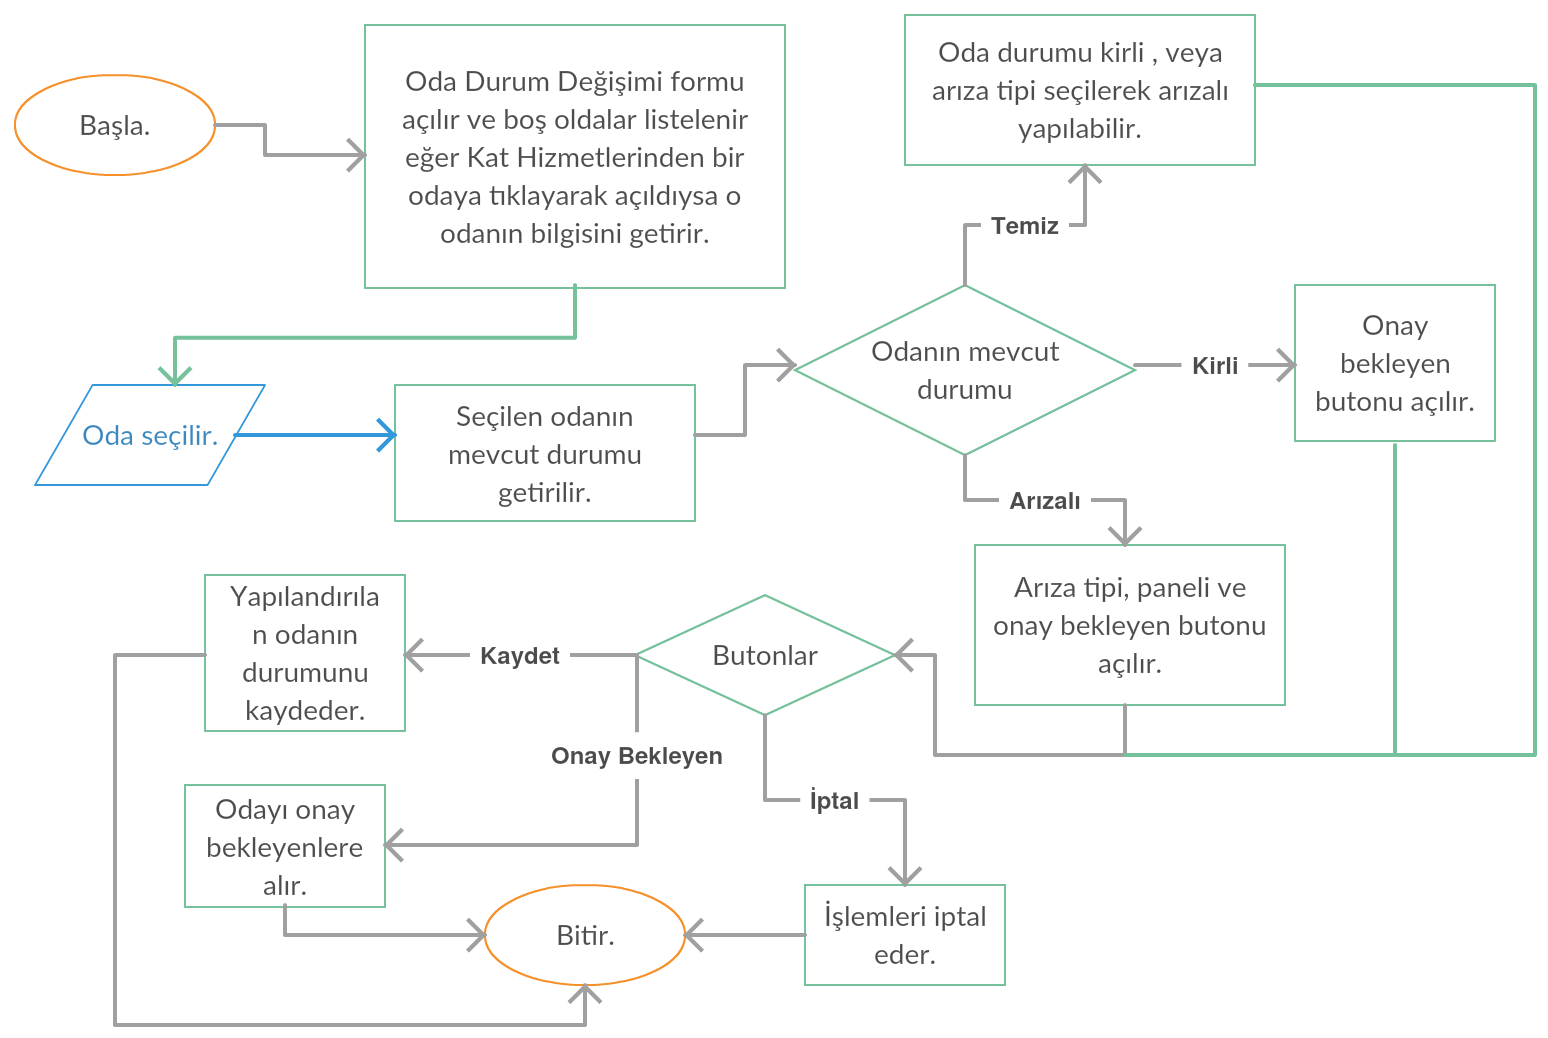 Başla.
Oda Durum Değişimi formu
açılır ve boş oldalar listelenir
eğer Kat Hizmetlerinden bir
odaya tıklayarak açıldıysa o
odanın bilgisini getirir.
Oda durumu kirli , veya
arıza tipi seçilerek arızalı
yapılabilir.
Temiz
Odanın mevcut
durumu
Kirli
Onay
bekleyen
butonu açılır.
Oda seçilir.
Seçilen odanın
mevcut durumu
getirilir.
Arızalı
Arıza tipi, paneli ve
onay bekleyen butonu
açılır.
Butonlar
Kaydet
Yapılandırıla
n odanın
durumunu
kaydeder.
Onay Bekleyen
İptal
Odayı onay
bekleyenlere
alır.
Bitir.
İşlemleri iptal
eder.